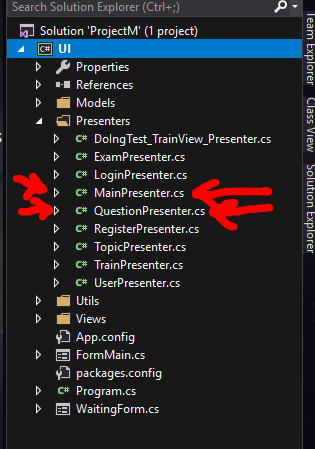 Search Solution Explorer (Ctrl+;)
Solution 'ProjectM' (1 project)
C# UI
Properties
References
Models
Presenters
C# DoIngTest_TrainView_Presenter.cs
C# ExamPresenter.cs
C# LoginPresenter.cs
C# MainPresenter.cs
C# QuestionPresenter.cs
C# RegisterPresenter.cs
C# TopicPresenter.cs
C# TrainPresenter.cs
C# UserPresenter.cs
Utils
Views
App.config
FormMain.cs
packages.config
C# Program.cs
WaitingForm.cs
Team Explorer
Class View
Solution Explorer